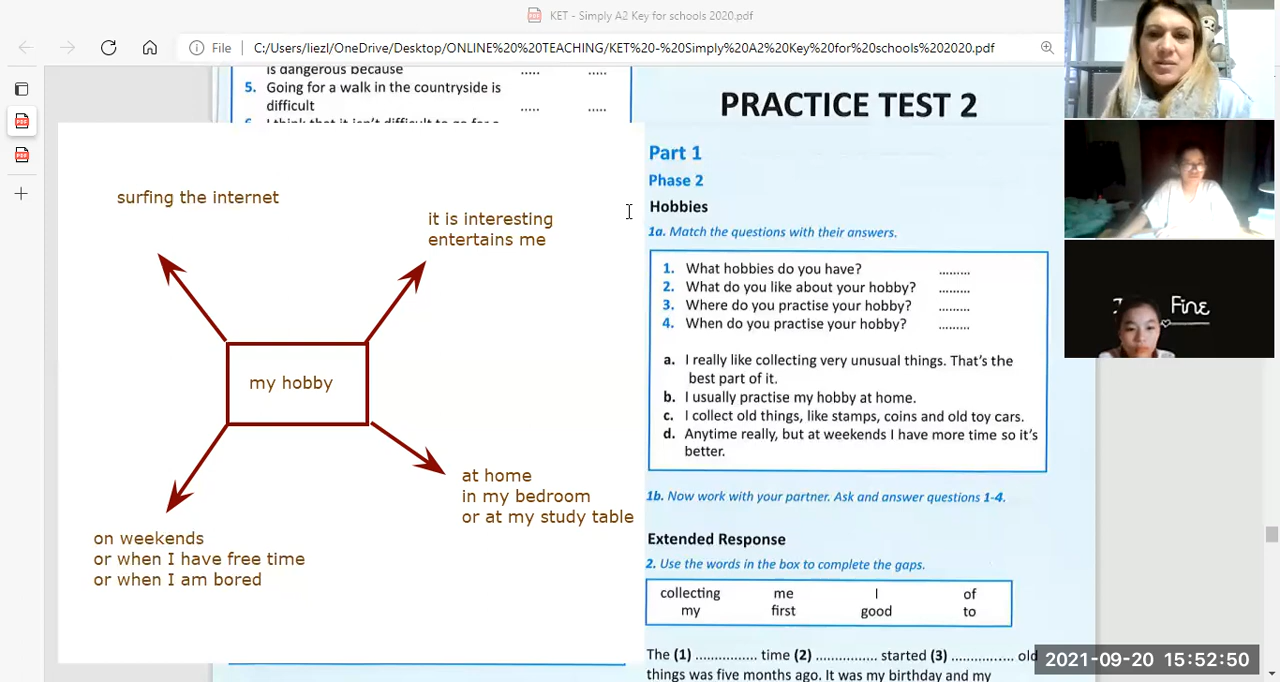 KET - Simply A2 Key for schools 2020.pdf
File
C:/Users/liezl/OneDrive/Desktop/ONLINE%20%20TEACHING/KET%20-%20Simply%20A2%20Key%20for%20schools%202020.pdf
is dangerous because ..... .....
5. Going for a walk in the countryside is
difficult ..... .....
6. I think that it isn't difficult to go for a
surfing the internet
it is interesting
entertains me
my hobby
at home
in my bedroom
or at my study table
on weekends
or when I have free time
or when I am bored
PRACTICE TEST 2
Part 1
Phase 2
Hobbies
1a. Match the questions with their answers.
1. What hobbies do you have? .........
2. What do you like about your hobby? .........
3. Where do you practise your hobby? .........
4. When do you practise your hobby? .........
a. I really like collecting very unusual things. That's the
best part of it.
b. I usually practise my hobby at home.
c. I collect old things, like stamps, coins and old toy cars.
d. Anytime really, but at weekends I have more time so it's
better.
1b. Now work with your partner. Ask and answer questions 1-4.
Extended Response
2. Use the words in the box to complete the gaps.
collecting me I of
my first good to
The (1) ............... time (2) ............... started (3) ............... old
things was five months ago. It was my birthday and my
Fine
2021-09-20 15:52:50